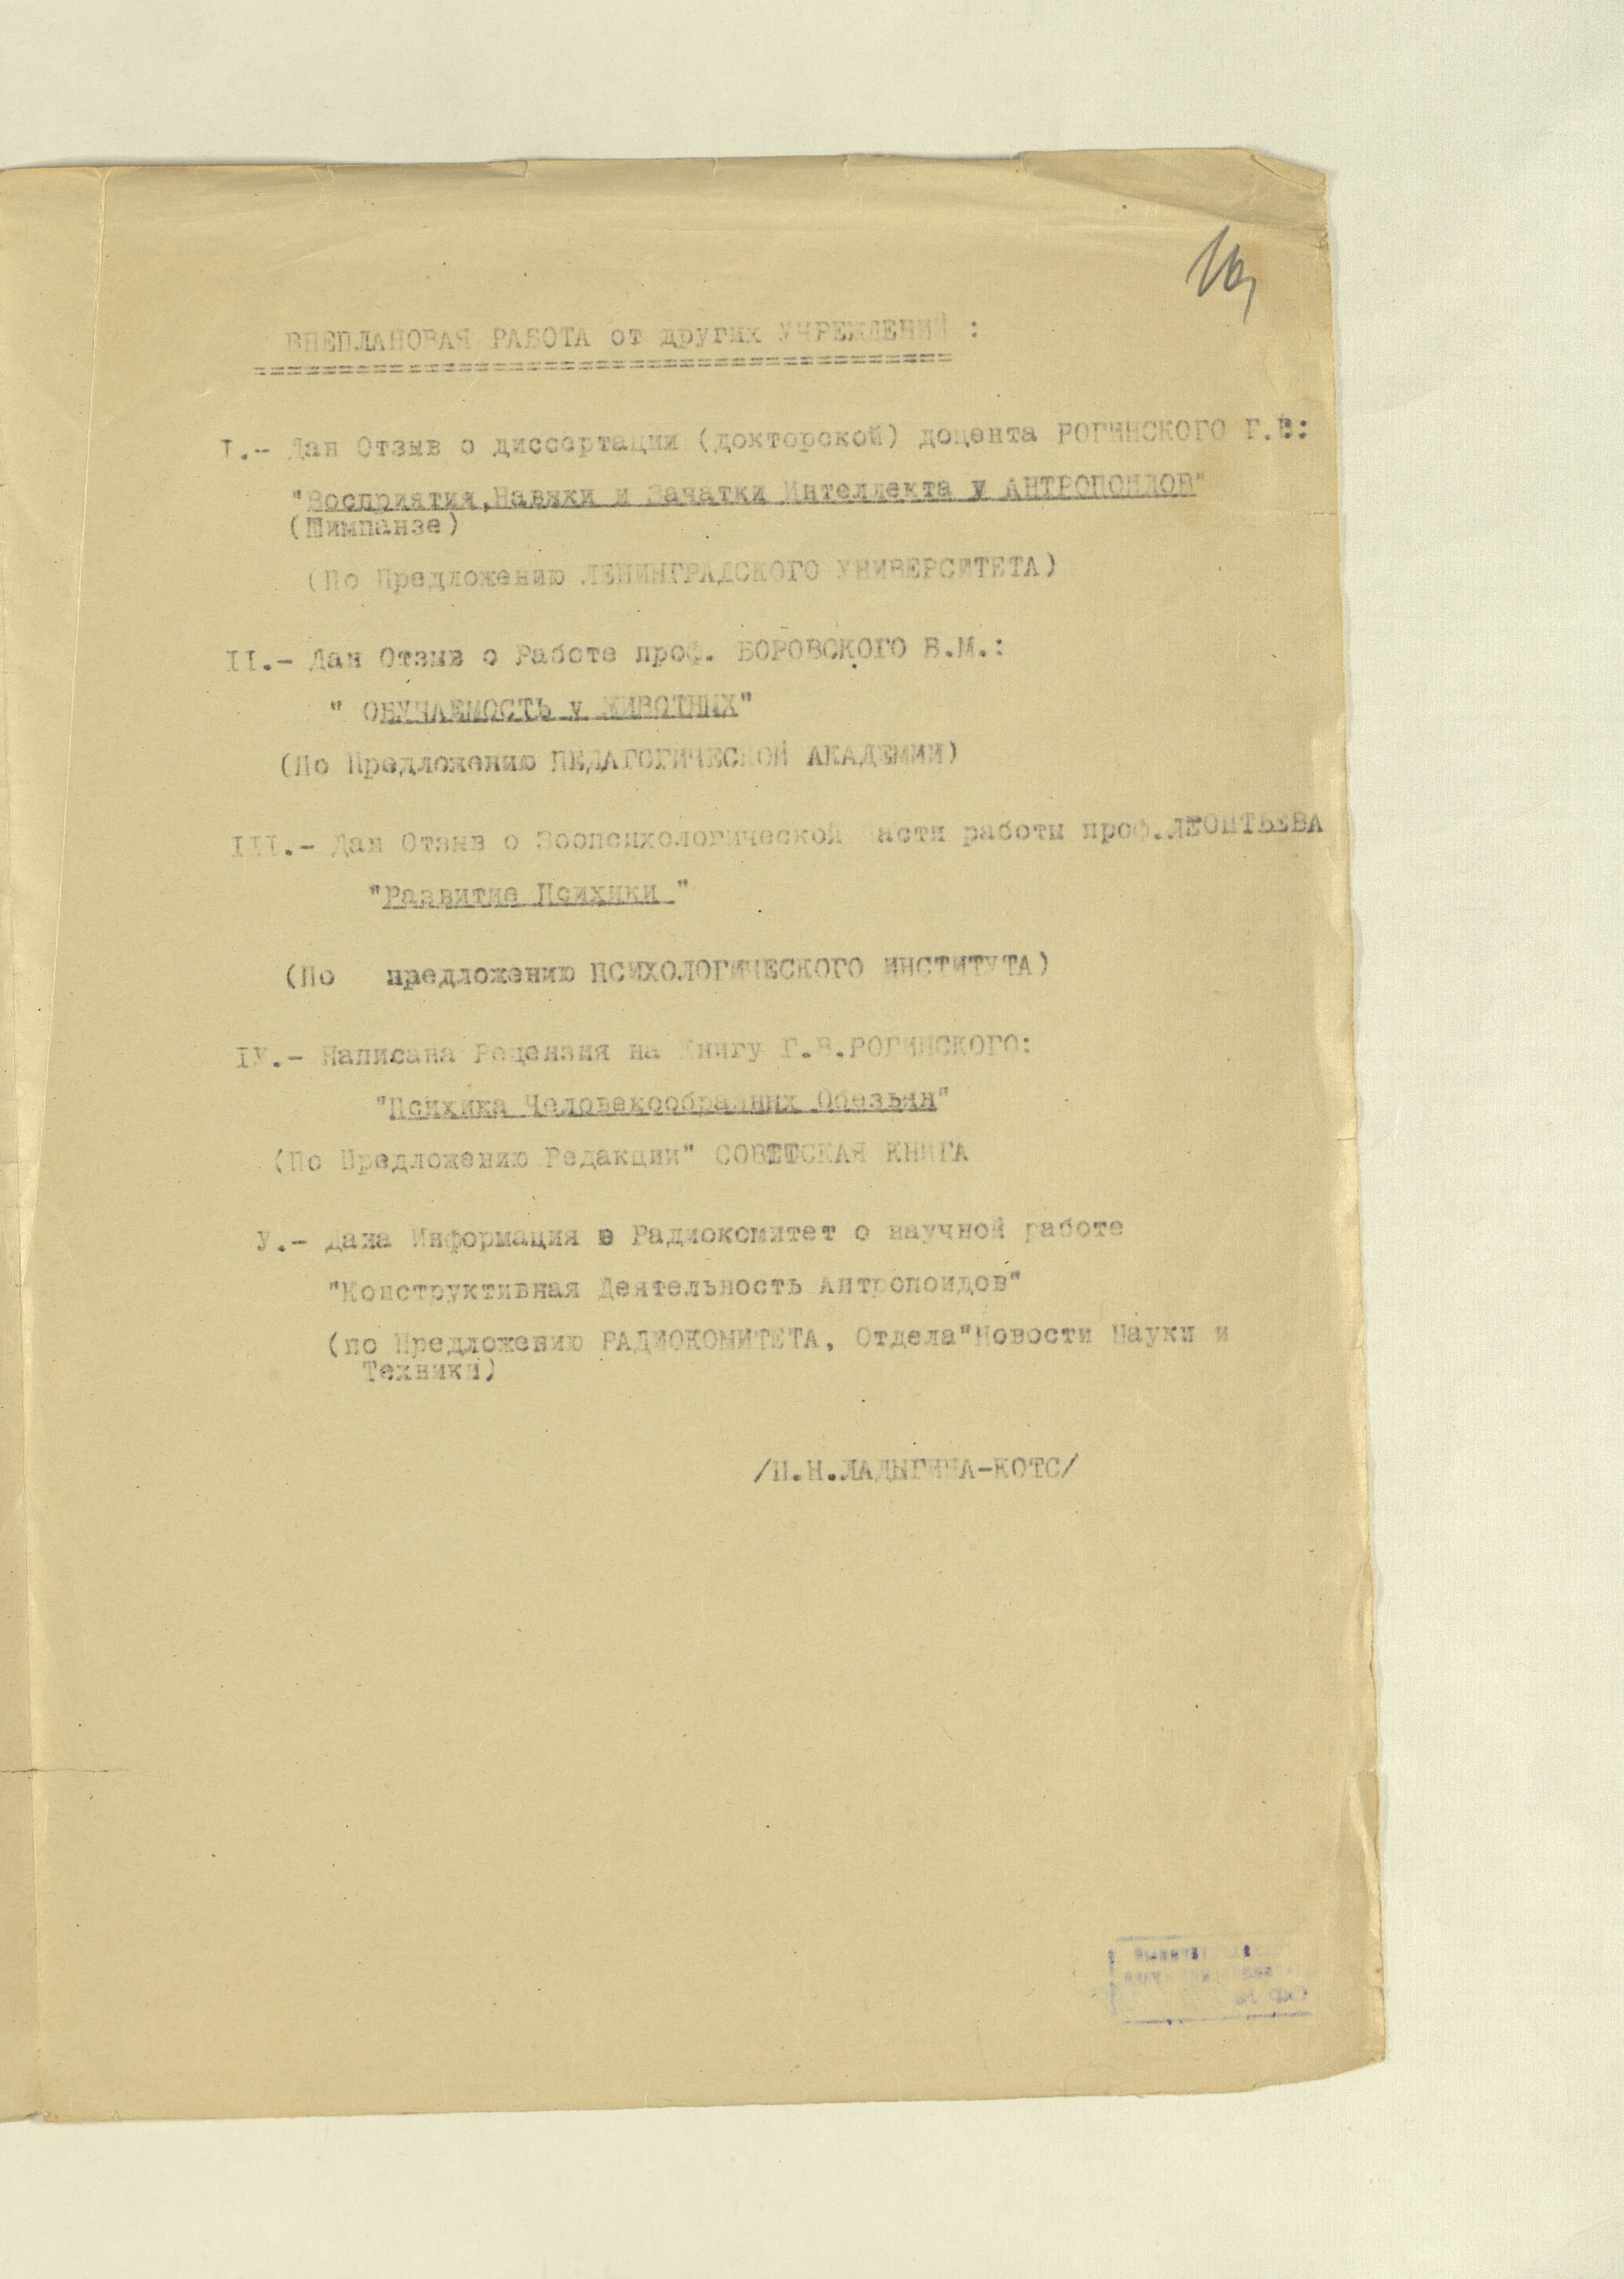 ВНЕПЛАНОВАЯ РАБОТА от других УЧРЕЖДЕНИЙ :
I.- Дан Отзыв о диссертации (докторской) доцента РОГИНСКОГО Г.В:
"Восприятия,Навыки и Зачатки Интеллекта у АНТРОПОИДОВ"
(Шимпанзе)
(По Предложению ЛЕНИНГРАДСКОГО УНИВЕРСИТЕТА)
II.- Дан Отзыв о Работе проф. БОРОВСКОГО В.М.:
" ОБУЧАЕМОСТЬ у ЖИВОТНЫХ"
(По Предложению ПЕДАГОГИЧЕСКОЙ АКАДЕМИИ)
III.- Дан Отзыв о Зоопсихологической части работы проф.ЛЕОНТЬЕВА
"Развитие Психики "
(По предложению ПСИХОЛОГИЧЕСКОГО ИНСТИТУТА)
IУ.- Написана Рецензия на Книгу Г.В.РОГИНСКОГО:
"Психика Человекообразных Обезьян"
(По Предложению Редакции" СОВЕТСКАЯ КНИГА
У.- Дана Информация в Радиокомитет о научной работе
"Конструктивная Деятельность Антропоидов"
(по Предложению РАДИОКОМИТЕТА, Отдела"Новости Науки и
Техники)
/Н.Н.ЛАДЫГИНА-КОТС/